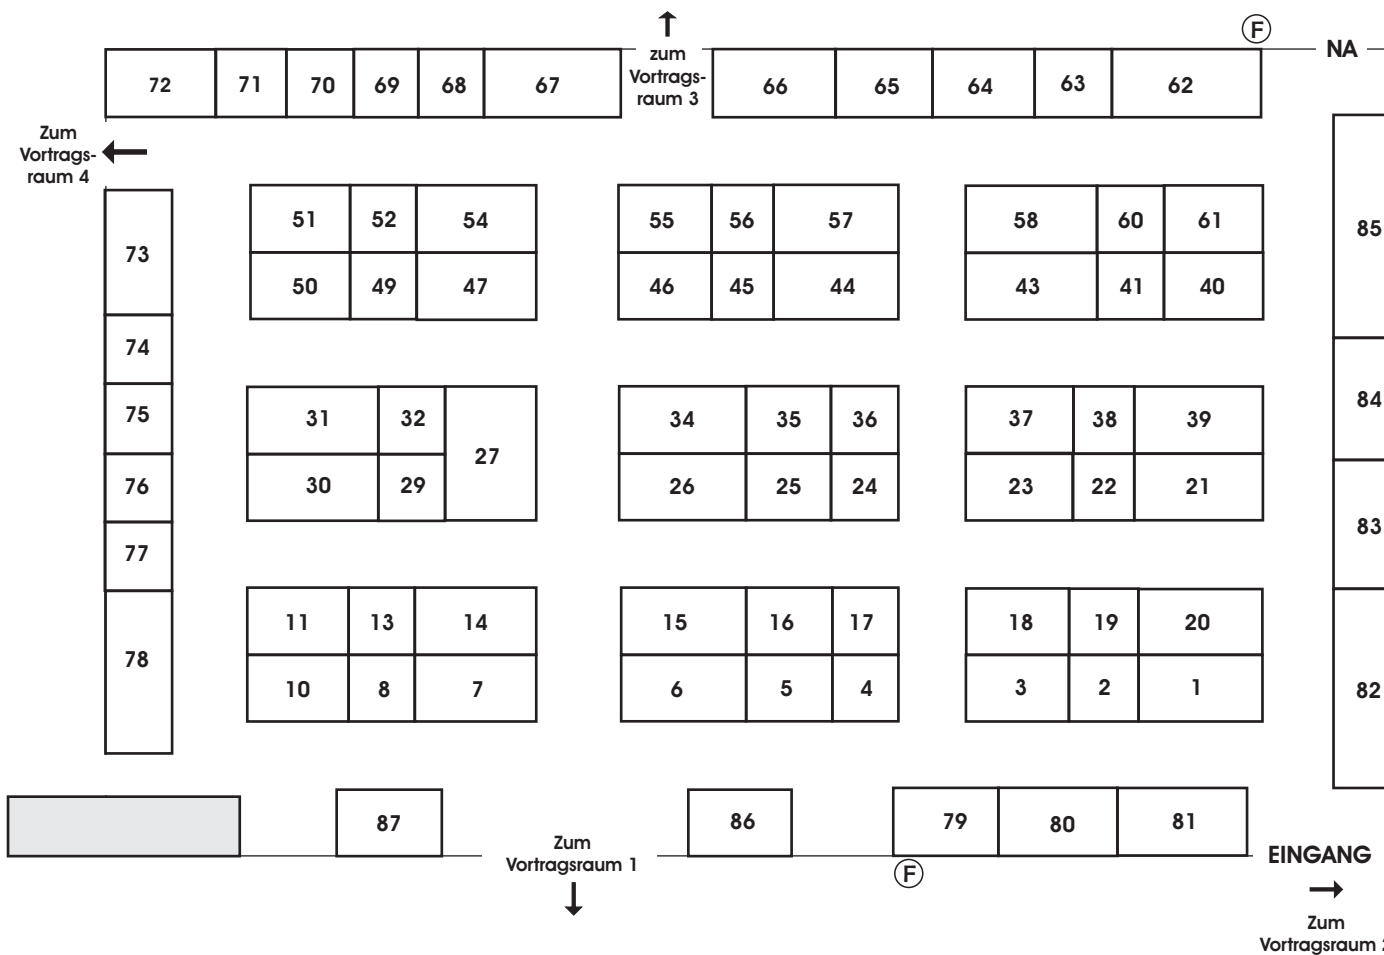 F
NA
zum
Vortrags-
raum 3
72 71 70 69 68 67 66 65 64 63 62
Zum
Vortrags-
raum 4
73
74
75
76
77
78
51 52 54 55 56 57 58 60 61
50 49 47 46 45 44 43 41 40
31 32 27 34 35 36 37 38 39
30 29 26 25 24 23 22 21
11 13 14 15 16 17 18 19 20
10 8 7 6 5 4 3 2 1
85
84
83
82
87 86 79 80 81
Zum
Vortragsraum 1
F
EINGANG
Zum
Vortragsraum 2